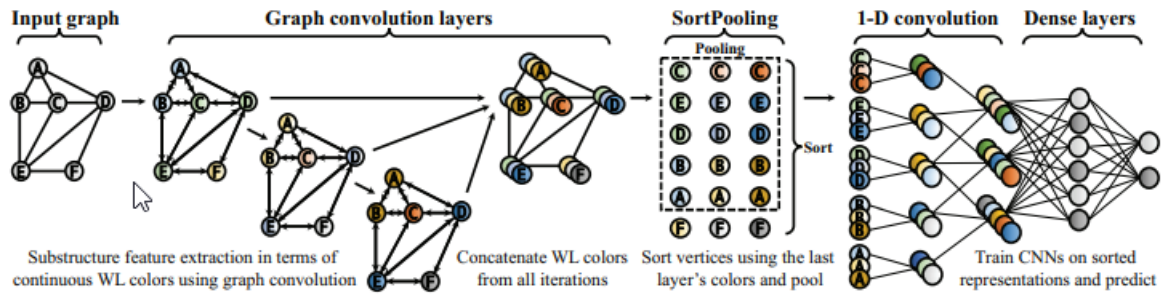 Input graph
Graph convolution layers
SortPooling
1-D convolution
Dense layers
Pooling
A
B C D
E F
A
B C D
E F
A
B C D
E F
A
B C D
E F
A
B C
D
E F
C C C
E E E
D D D
B B B
A A A
F F F
Sort
C
C
C
E
E
E
D
D
D
B
B
B
A
A
A
Substructure feature extraction in terms of
continuous WL colors using graph convolution
Concatenate WL colors
from all iterations
Sort vertices using the last
layer's colors and pool
Train CNNs on sorted
representations and predict